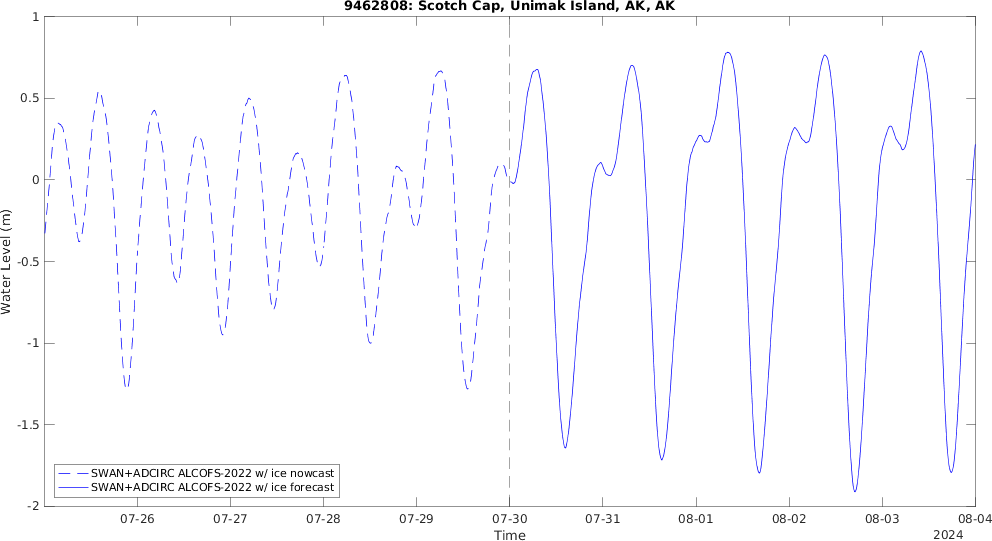 9462808: Scotch Cap, Unimak Island, AK, AK
1
0.5
0
-0.5
-1
-1.5
-2
Water Level (m)
SWAN+ADCIRC ALCOFS-2022 w/ ice nowcast
SWAN+ADCIRC ALCOFS-2022 w/ ice forecast
07-26 07-27 07-28 07-29 07-30 07-31 08-01 08-02 08-03 08-04
Time
2024